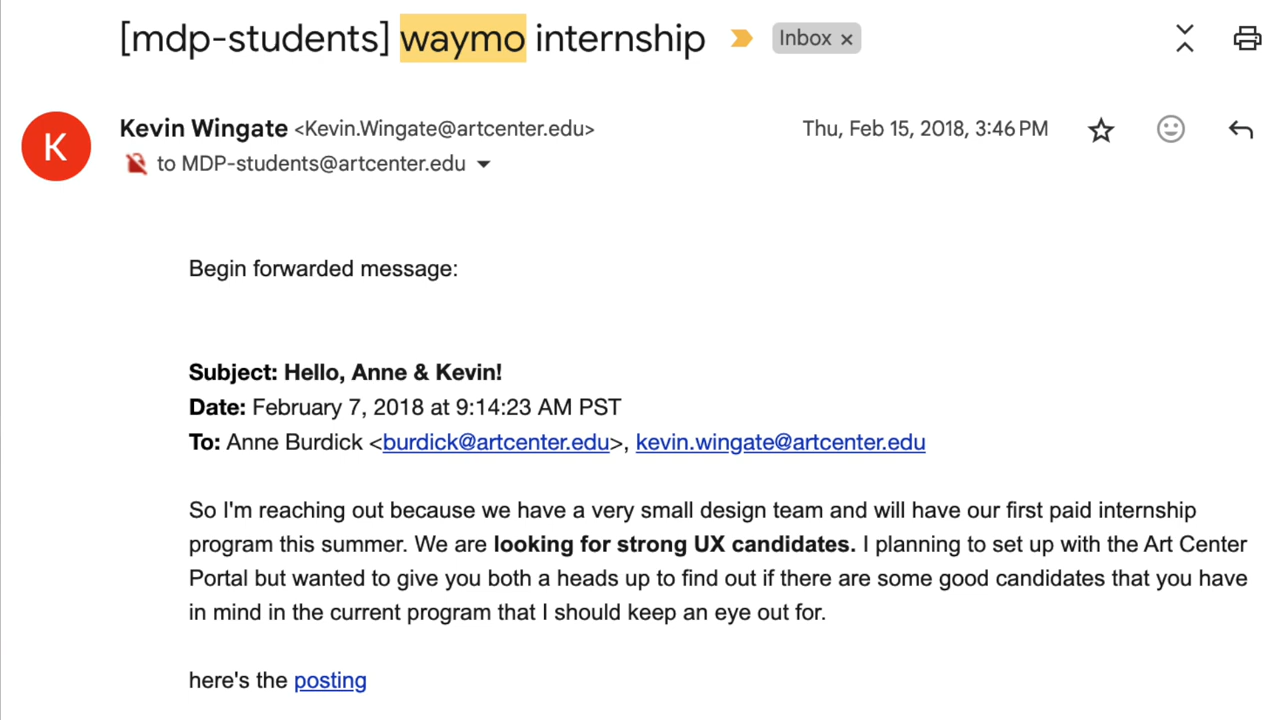 [mdp-students] waymo internship Inbox ×
K
Kevin Wingate <Kevin.Wingate@artcenter.edu> Thu, Feb 15, 2018, 3:46 PM
to MDP-students@artcenter.edu
Begin forwarded message:
Subject: Hello, Anne & Kevin!
Date: February 7, 2018 at 9:14:23 AM PST
To: Anne Burdick <burdick@artcenter.edu>, kevin.wingate@artcenter.edu
So I'm reaching out because we have a very small design team and will have our first paid internship
program this summer. We are looking for strong UX candidates. I planning to set up with the Art Center
Portal but wanted to give you both a heads up to find out if there are some good candidates that you have
in mind in the current program that I should keep an eye out for.
here's the posting